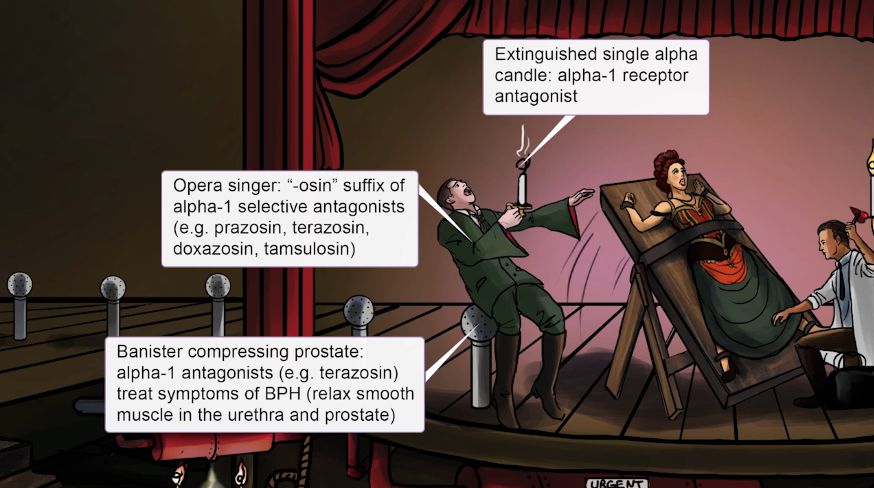 Extinguished single alpha
candle: alpha-1 receptor
antagonist
Opera singer: “-osin” suffix of
alpha-1 selective antagonists
(e.g. prazosin, terazosin,
doxazosin, tamsulosin)
Banister compressing prostate:
alpha-1 antagonists (e.g. terazosin)
treat symptoms of BPH (relax smooth
muscle in the urethra and prostate)
URGENT